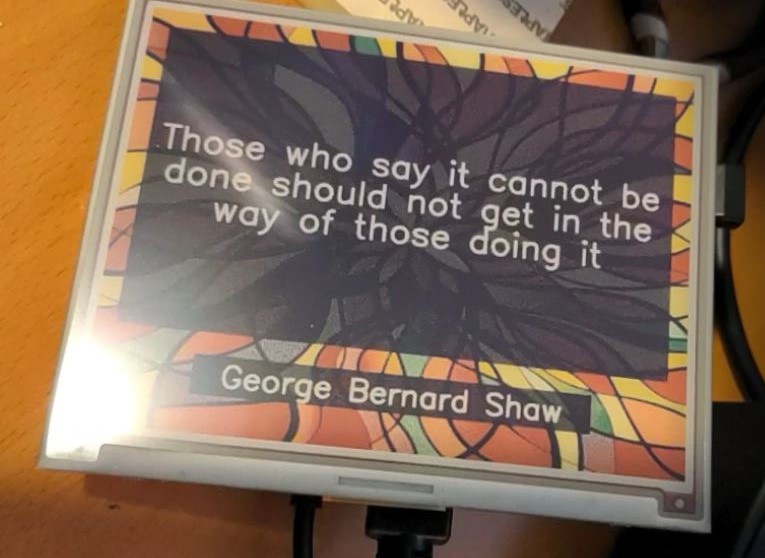 STAPLES
Those who say it cannot be
done should not get in the
way of those doing it
George Bernard Shaw